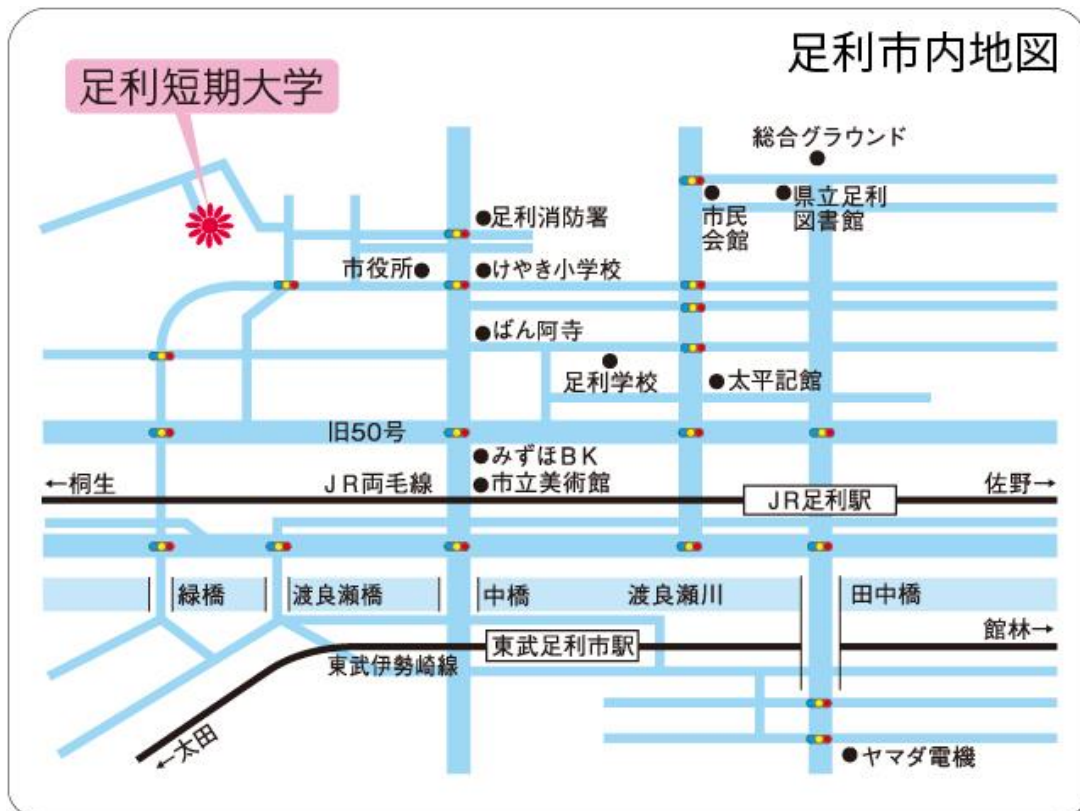 足利市内地図
足利短期大学
総合グラウンド
足利消防署
市民
会館
県立足利
図書館
市役所
けやき小学校
ばん阿寺
足利学校
太平記館
旧50号
みずほBK
←桐生
JR両毛線
市立美術館
佐野→
JR足利駅
緑橋
渡良瀬橋
中橋
渡良瀬川
田中橋
館林→
東武足利市駅
東武伊勢崎線
←太田
ヤマダ電機